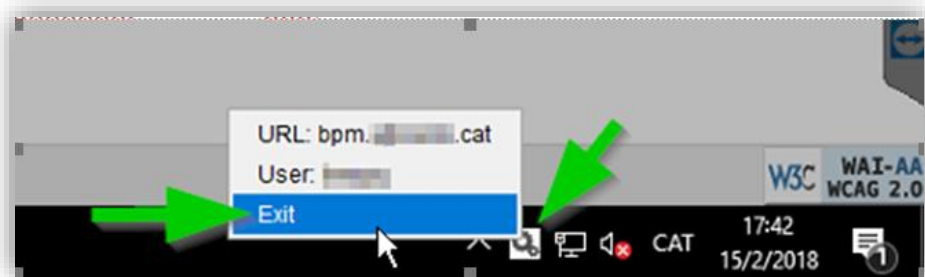 URL: bpm. .cat
User:
Exit
W3C WAI-AA
WCAG 2.0
CAT
17:42
15/2/2018
1